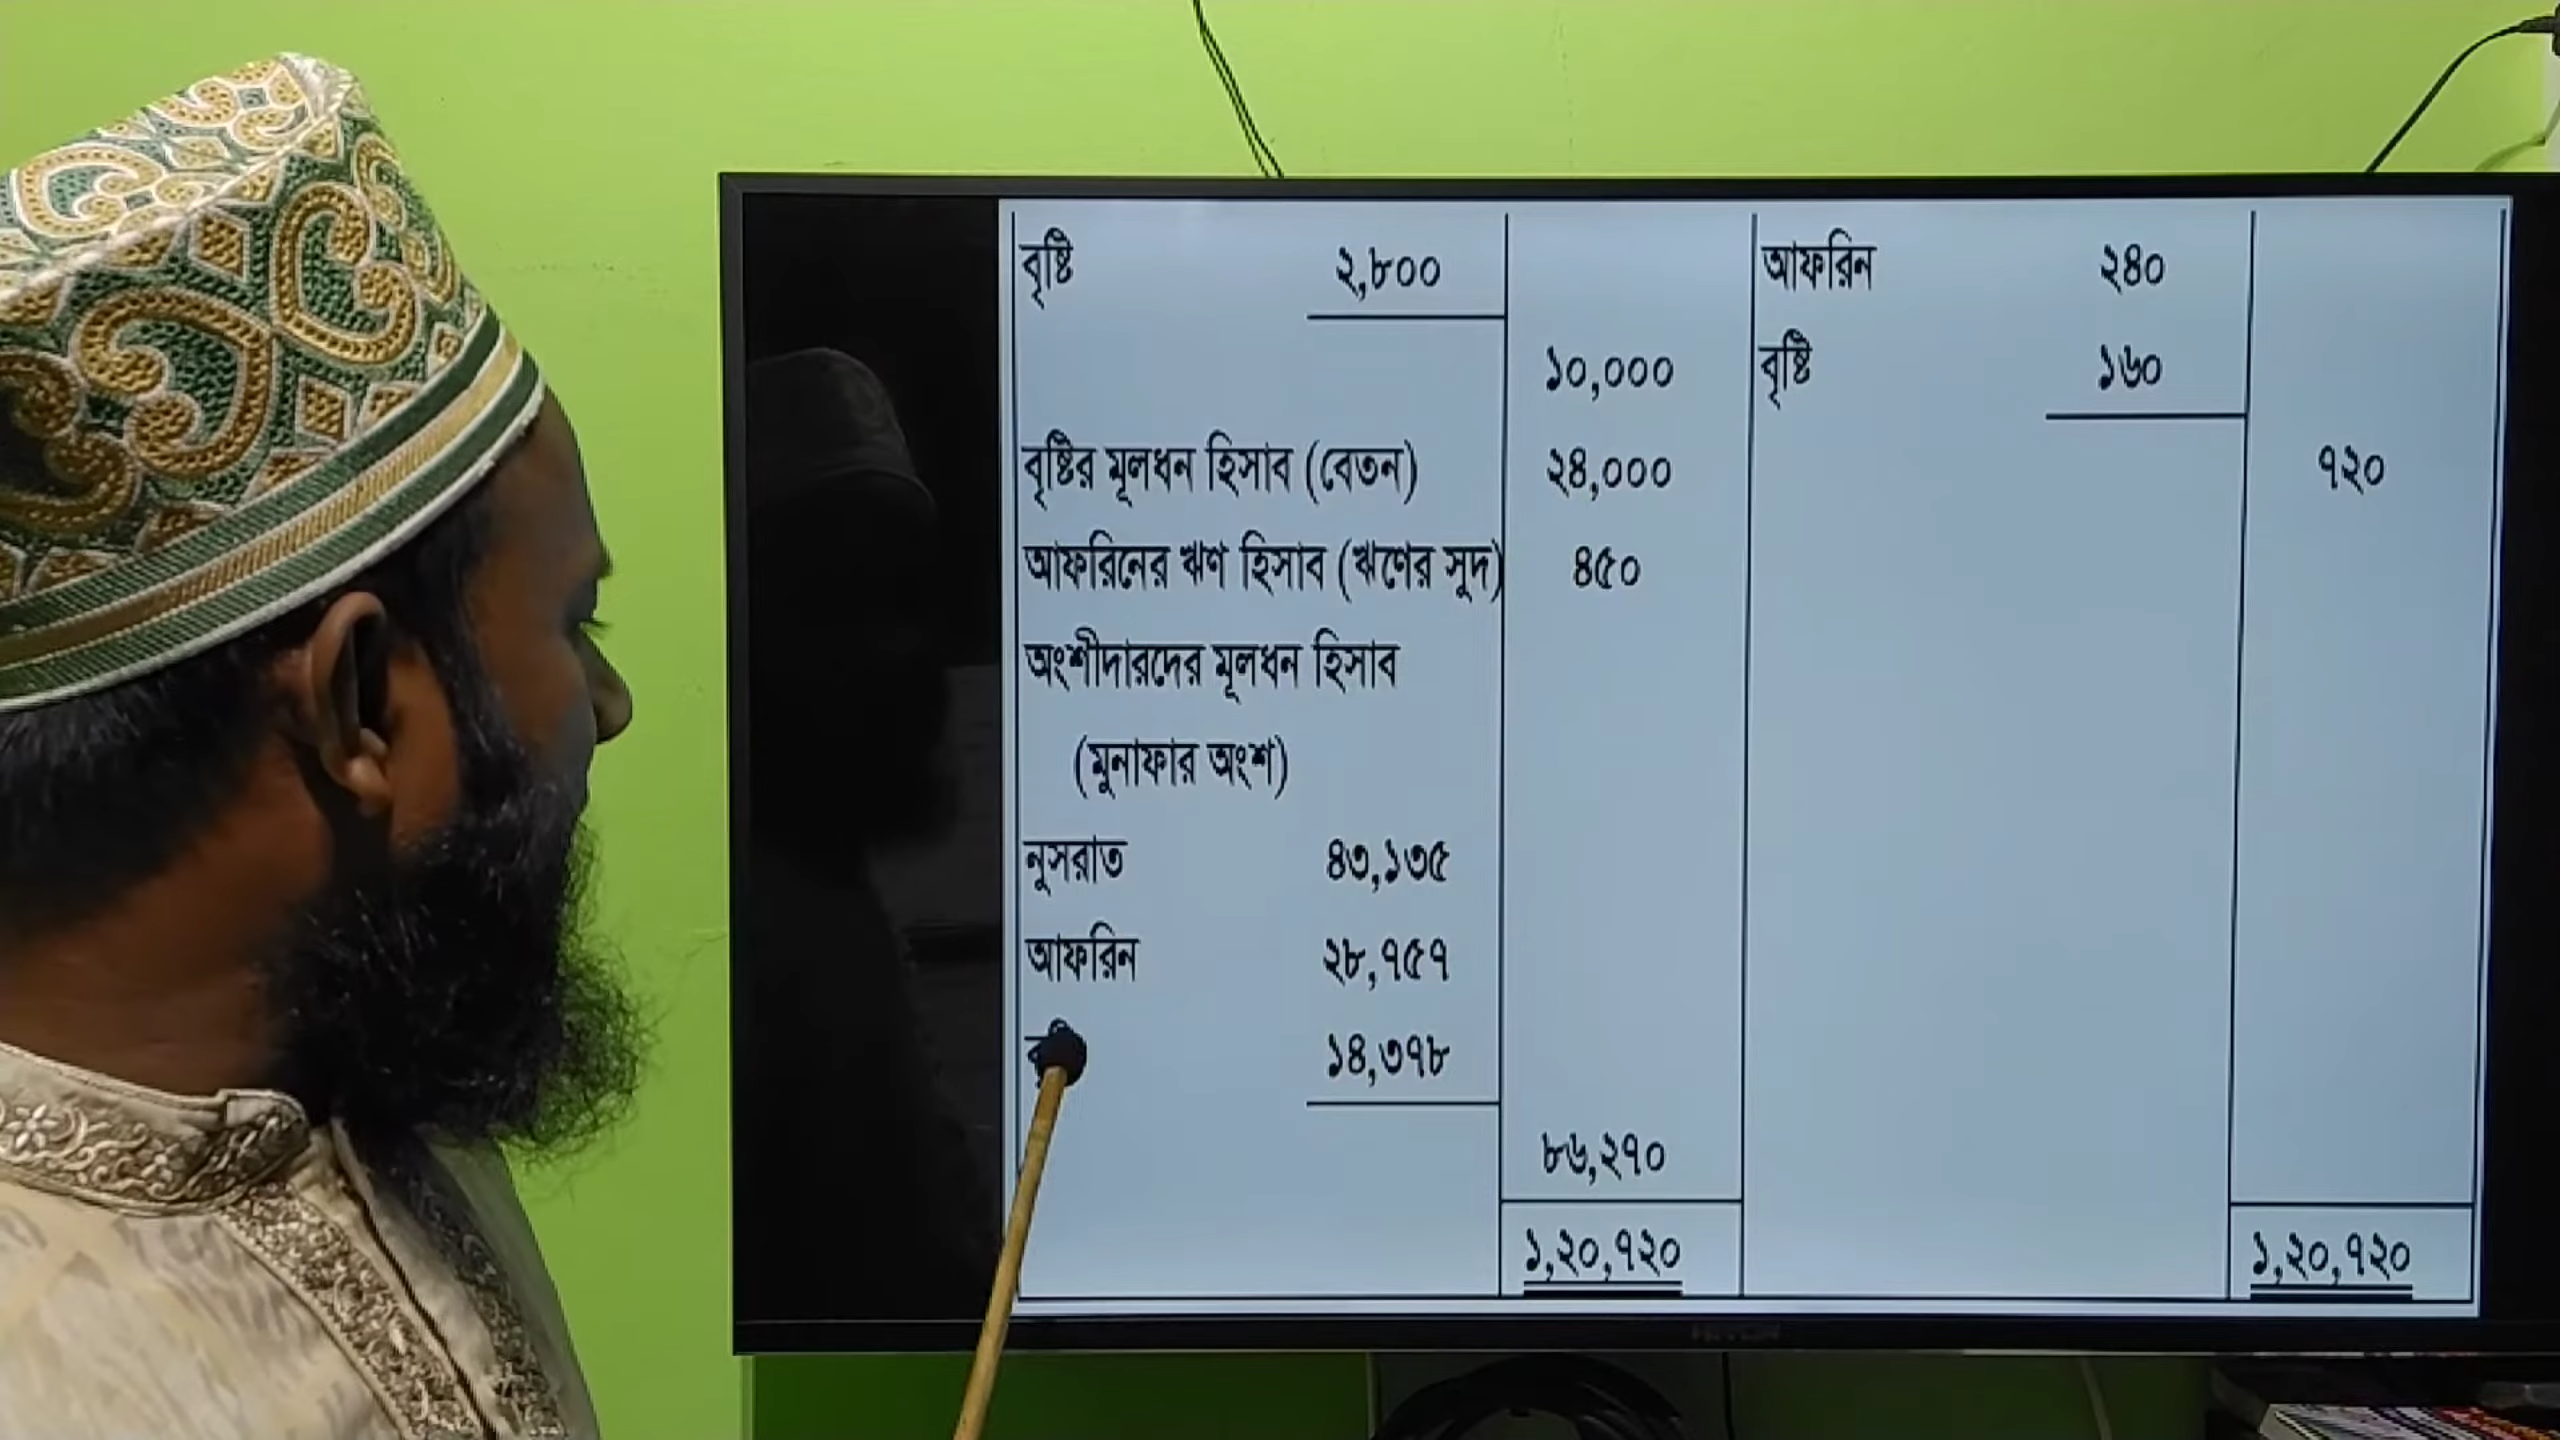 বৃষ্টি ২,৮০০ আফরিন ২৪০
১০,০০০ বৃষ্টি ১৬০
বৃষ্টির মূলধন হিসাব (বেতন) ২৪,০০০ ৭২০
আফরিনের ঋণ হিসাব (ঋণের সুদ) ৪৫০
অংশীদারদের মূলধন হিসাব
(মুনাফার অংশ)
নুসরাত ৪৩,১৩৫
আফরিন ২৮,৭৫৭
১৪,৩৭৮
৮৬,২৭০
১,২০,৭২০ ১,২০,৭২০